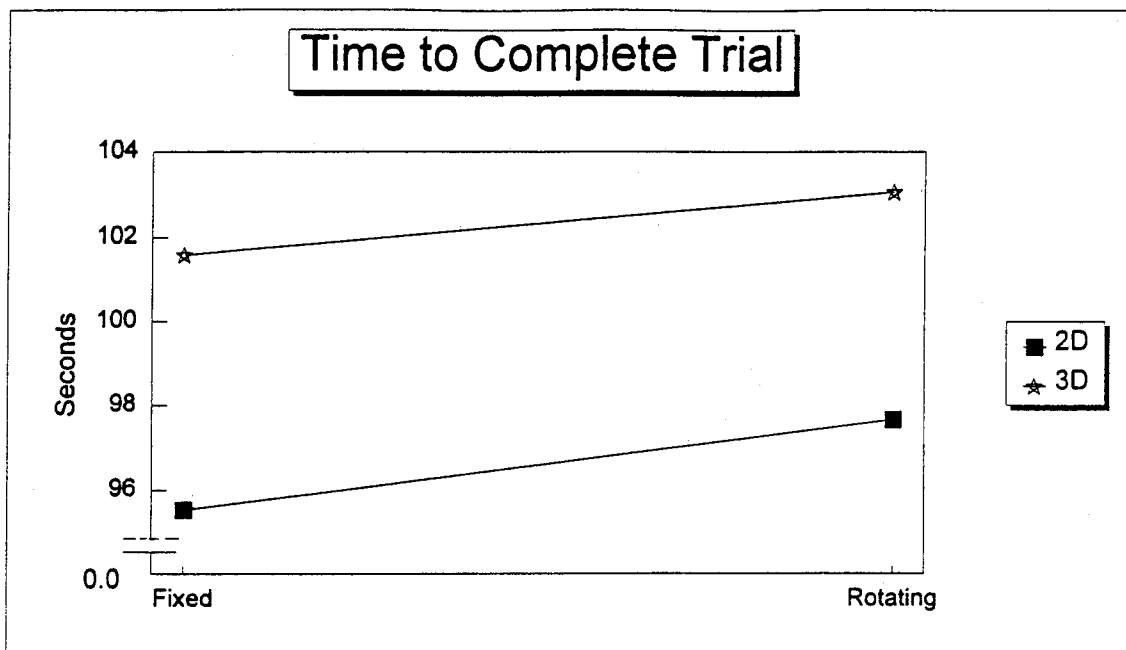 Time to Complete Trial
104
102
100
98
96
0.0
Seconds
Fixed
Rotating
2D
3D